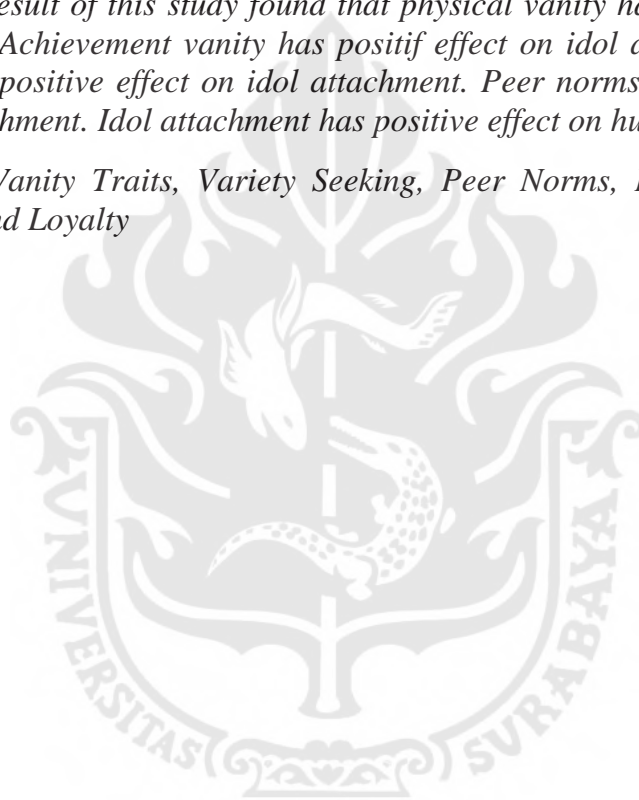 esult of this study found that physical vanity ha
Achievement vanity has positif effect on idol a
positive effect on idol attachment. Peer norms
hment. Idol attachment has positive effect on hu
Vanity Traits, Variety Seeking, Peer Norms,
nd Loyalty
UNIVERSITAS SURABAYA